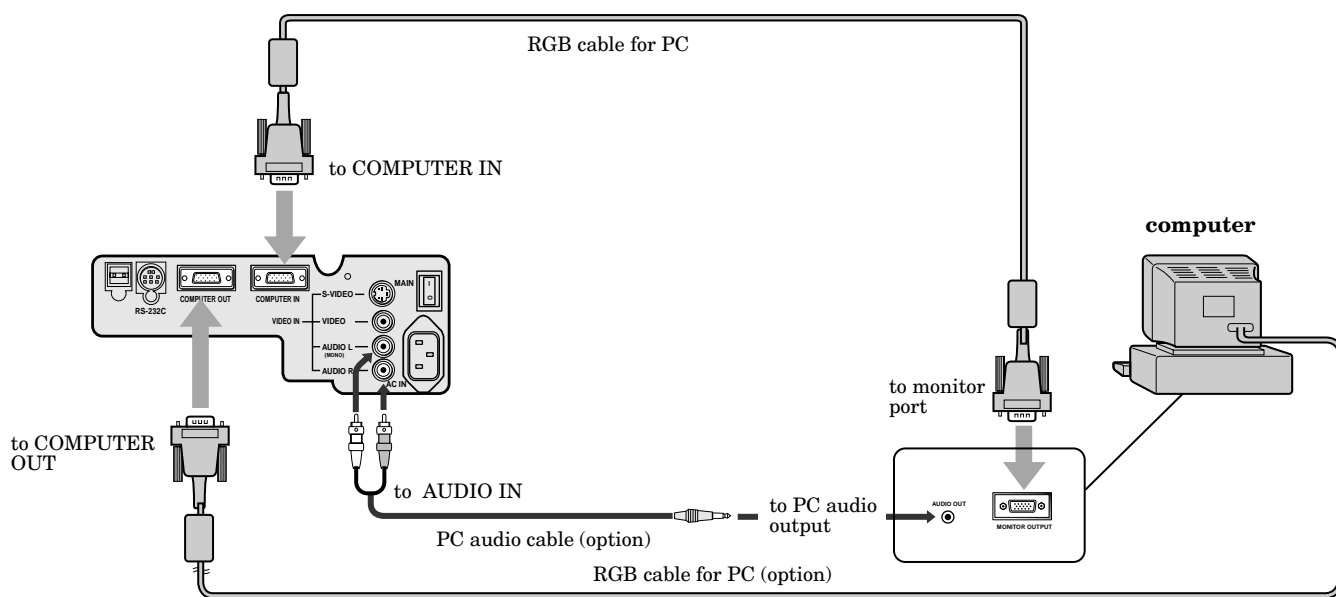 RGB cable for PC
to COMPUTER IN
computer
RS-232C
COMPUTER OUT
COMPUTER IN
S-VIDEO
MAIN
I
O
VIDEO IN
VIDEO
AUDIO L
(MONO)
AUDIO R
AC IN
to monitor
port
to COMPUTER
OUT
to AUDIO IN
to PC audio
output
AUDIO OUT
MONITOR OUTPUT
PC audio cable (option)
RGB cable for PC (option)